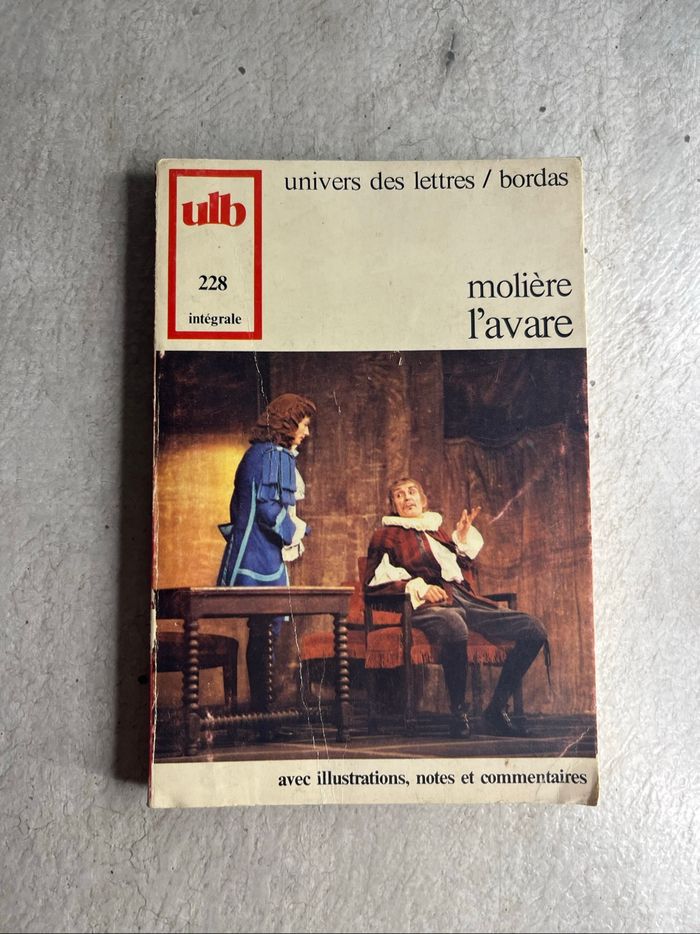 ulb
228
intégrale
univers des lettres / bordas
molière
l'avare
avec illustrations, notes et commentaires